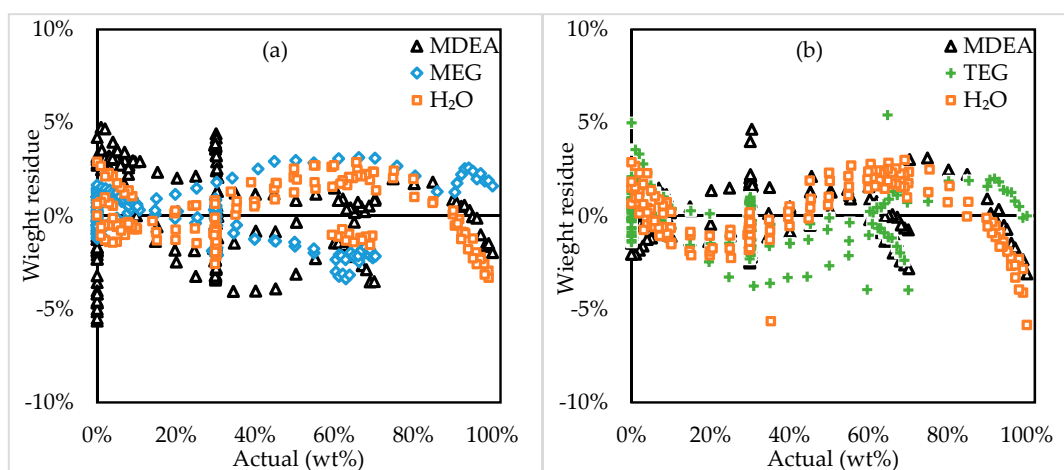 10%
5%
0%
-5%
-10%
Wieght residue
(a)
MDEA
MEG
H₂O
0% 20% 40% 60% 80% 100%
Actual (wt%)
10%
5%
0%
-5%
-10%
Wieght residue
(b)
MDEA
TEG
H₂O
0% 20% 40% 60% 80% 100%
Actual (wt%)